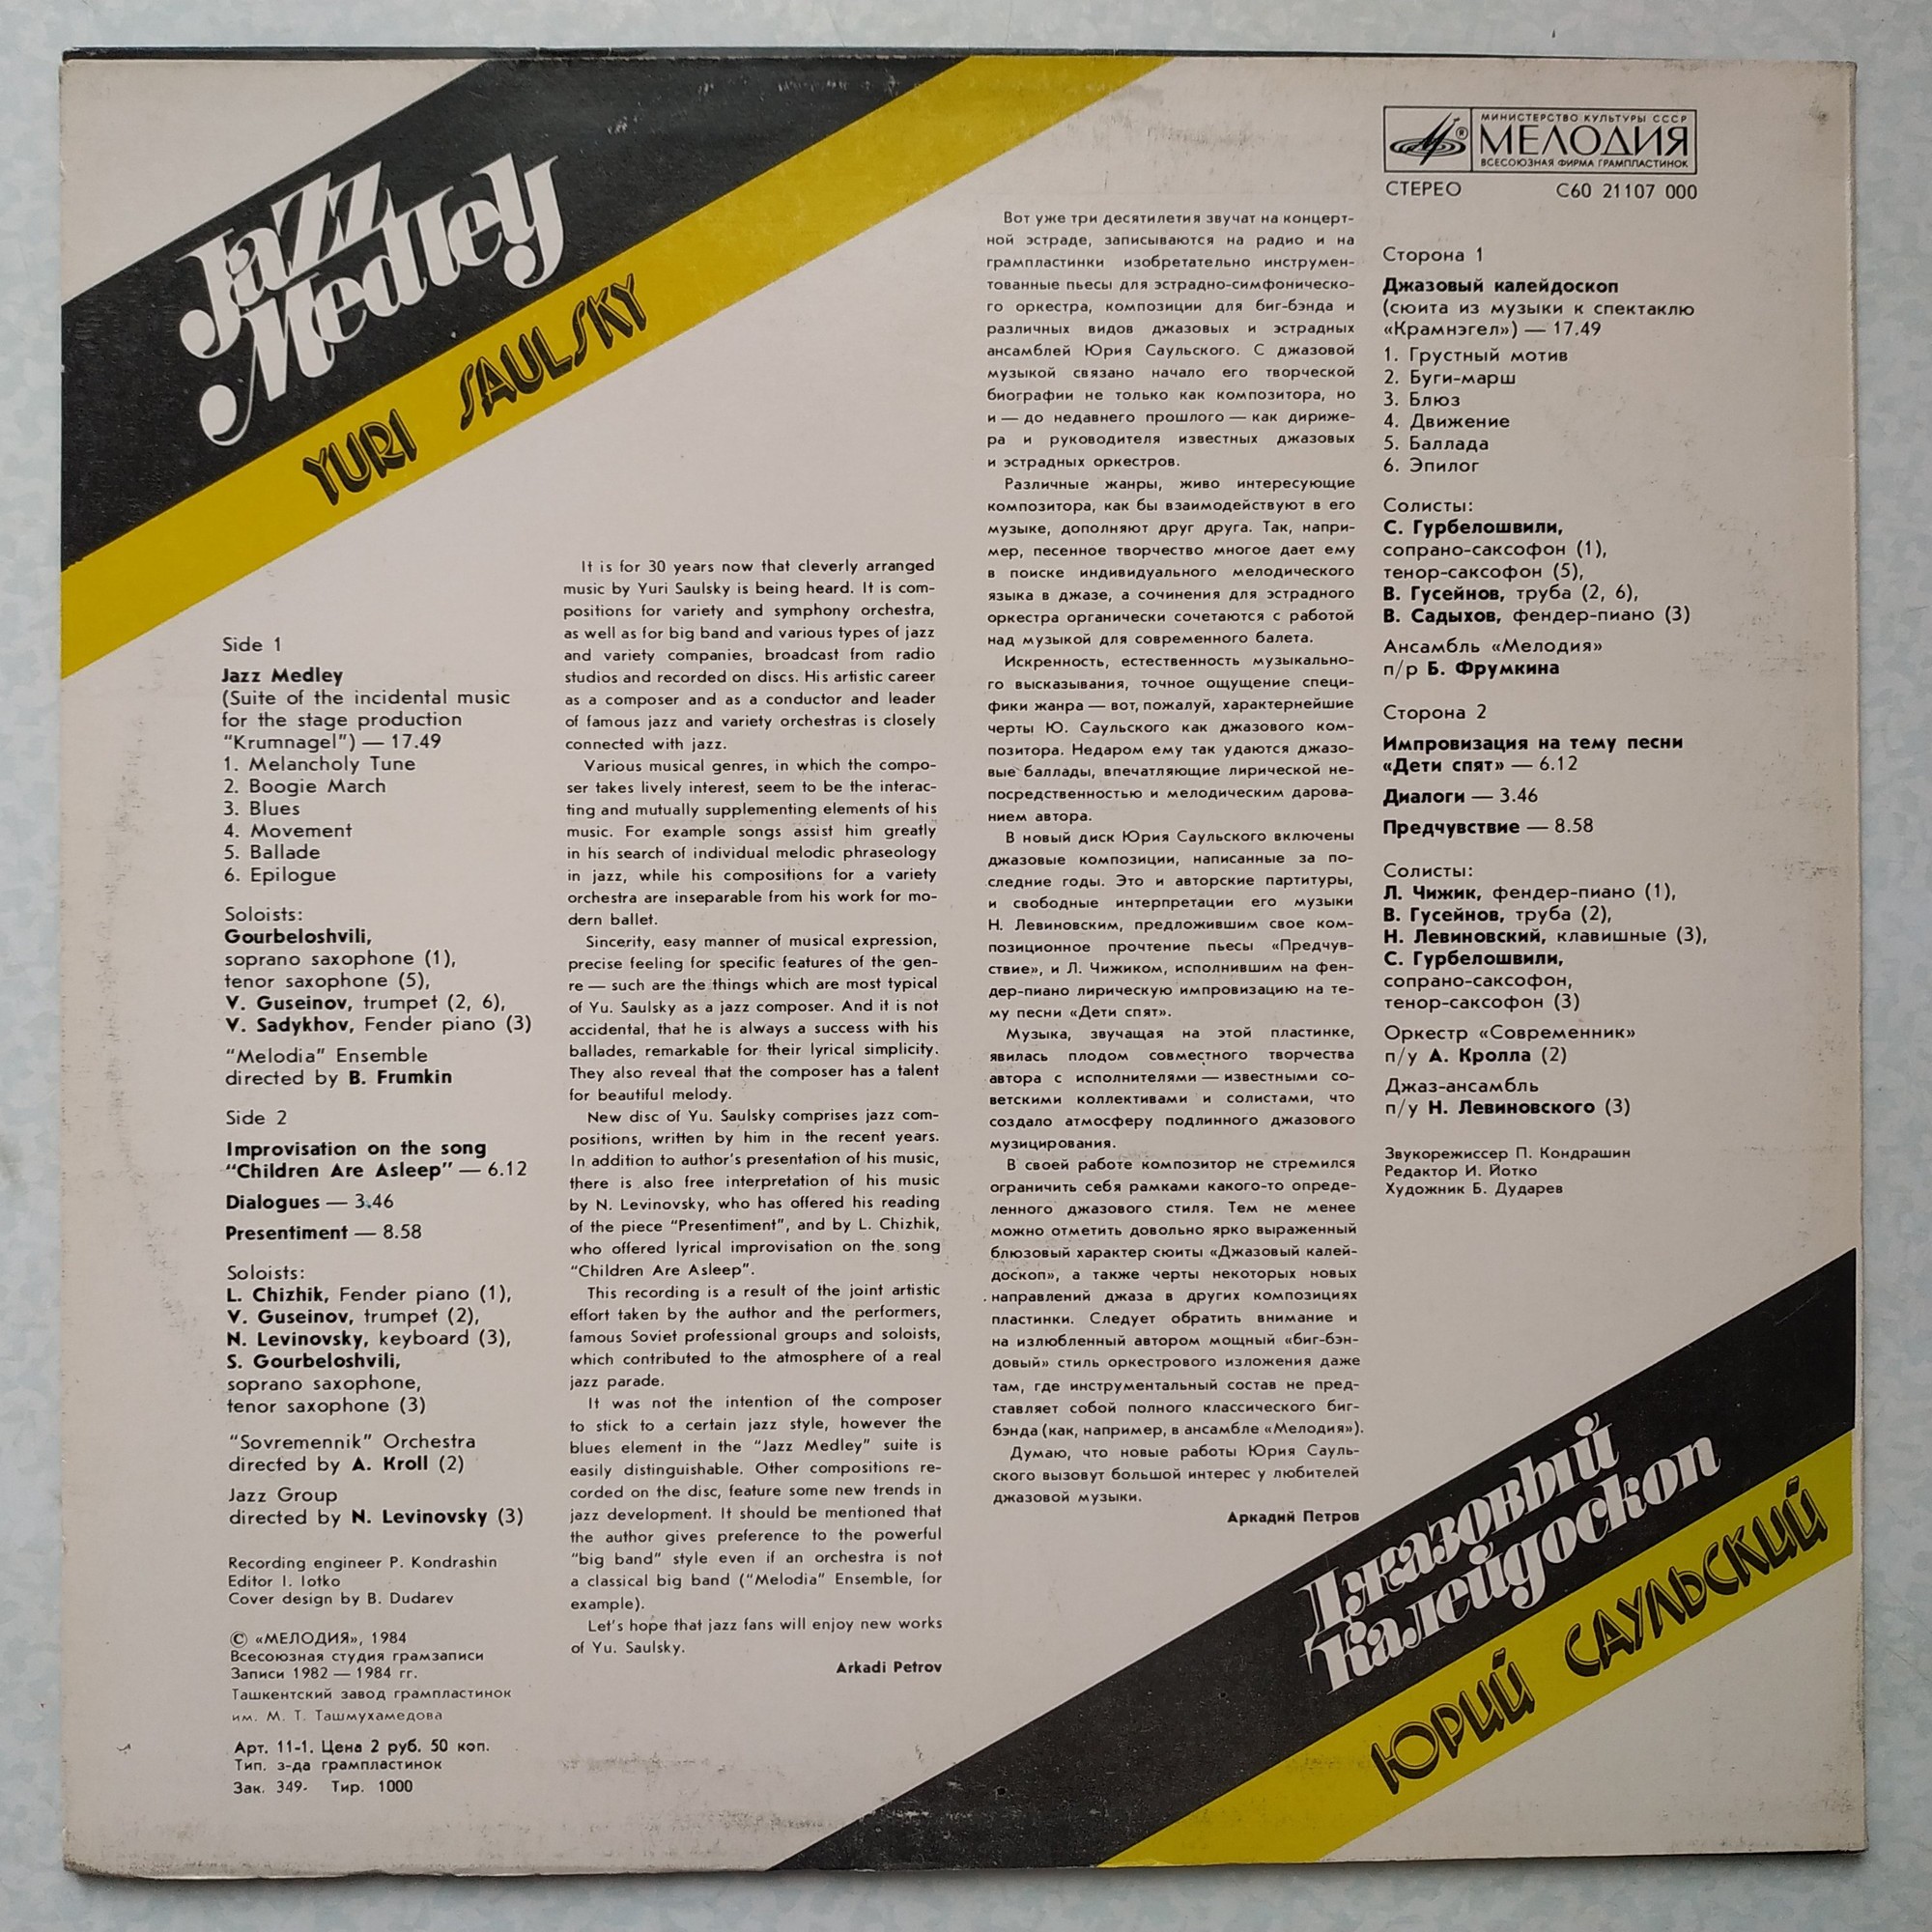 Jazz
Medley
YURI SAULSKY
Side 1
Jazz Medley
(Suite of the incidental music
for the stage production
“Krumnagel”) — 17.49
1. Melancholy Tune
2. Boogie March
3. Blues
4. Movement
5. Ballade
6. Epilogue
Soloists:
Gourbeloshvili,
soprano saxophone (1),
tenor saxophone (5),
V. Guseinov, trumpet (2, 6),
V. Sadykhov, Fender piano (3)
“Melodia” Ensemble
directed by B. Frumkin
Side 2
Improvisation on the song
“Children Are Asleep” — 6.12
Dialogues — 3.46
Presentiment — 8.58
Soloists:
L. Chizhik, Fender piano (1),
V. Guseinov, trumpet (2),
N. Levinovsky, keyboard (3),
S. Gourbeloshvili,
soprano saxophone,
tenor saxophone (3)
“Sovremennik” Orchestra
directed by A. Kroll (2)
Jazz Group
directed by N. Levinovsky (3)
Recording engineer P. Kondrashin
Editor I. Iotko
Cover design by B. Dudarev
© «МЕЛОДИЯ», 1984
Всесоюзная студия грамзаписи
Записи 1982 — 1984 гг.
Ташкентский завод грампластинок
им. М. Т. Ташмухамедова
Арт. 11-1. Цена 2 руб. 50 коп.
Тип. з-да грампластинок
Зак. 349. Тир. 1000
It is for 30 years now that cleverly arranged
music by Yuri Saulsky is being heard. It is com-
positions for variety and symphony orchestra,
as well as for big band and various types of jazz
and variety companies, broadcast from radio
studios and recorded on discs. His artistic career
as a composer and as a conductor and leader
of famous jazz and variety orchestras is closely
connected with jazz.
Various musical genres, in which the compo-
ser takes lively interest, seem to be the interac-
ting and mutually supplementing elements of his
music. For example songs assist him greatly
in his search of individual melodic phraseology
in jazz, while his compositions for a variety
orchestra are inseparable from his work for mo-
dern ballet.
Sincerity, easy manner of musical expression,
precise feeling for specific features of the gen-
re — such are the things which are most typical
of Yu. Saulsky as a jazz composer. And it is not
accidental, that he is always a success with his
ballades, remarkable for their lyrical simplicity.
They also reveal that the composer has a talent
for beautiful melody.
New disc of Yu. Saulsky comprises jazz com-
positions, written by him in the recent years.
In addition to author’s presentation of his music,
there is also free interpretation of his music
by N. Levinovsky, who has offered his reading
of the piece “Presentiment”, and by L. Chizhik,
who offered lyrical improvisation on the song
“Children Are Asleep”.
This recording is a result of the joint artistic
effort taken by the author and the performers,
famous Soviet professional groups and soloists,
which contributed to the atmosphere of a real
jazz parade.
It was not the intention of the composer
to stick to a certain jazz style, however the
blues element in the “Jazz Medley” suite is
easily distinguishable. Other compositions re-
corded on the disc, feature some new trends in
jazz development. It should be mentioned that
the author gives preference to the powerful
“big band” style even if an orchestra is not
a classical big band (“Melodia” Ensemble, for
example).
Let’s hope that jazz fans will enjoy new works
of Yu. Saulsky.
Arkadi Petrov
Вот уже три десятилетия звучат на концерт-
ной эстраде, записываются на радио и на
грампластинки изобретательно инструмен-
тованные пьесы для эстрадно-симфоническо-
го оркестра, композиции для биг-бэнда и
различных видов джазовых и эстрадных
ансамблей Юрия Саульского. С джазовой
музыкой связано начало его творческой
биографии не только как композитора, но
и — до недавнего прошлого — как дириже-
ра и руководителя известных джазовых
и эстрадных оркестров.
Различные жанры, живо интересующие
композитора, как бы взаимодействуют в его
музыке, дополняют друг друга. Так, напри-
мер, песенное творчество многое дает ему
в поиске индивидуального мелодического
языка в джазе, а сочинения для эстрадного
оркестра органически сочетаются с работой
над музыкой для современного балета.
Искренность, естественность музыкально-
го высказывания, точное ощущение специ-
фики жанра — вот, пожалуй, характернейшие
черты Ю. Саульского как джазового ком-
позитора. Недаром ему так удаются джазо-
вые баллады, впечатляющие лирической не-
посредственностью и мелодическим дарова-
нием автора.
В новый диск Юрия Саульского включены
джазовые композиции, написанные за по-
следние годы. Это и авторские партитуры,
и свободные интерпретации его музыки
Н. Левиновским, предложившим свое ком-
позиционное прочтение пьесы «Предчув-
ствие», и Л. Чижиком, исполнившим на фен-
дер-пиано лирическую импровизацию на те-
му песни «Дети спят».
Музыка, звучащая на этой пластинке,
явилась плодом совместного творчества
автора с исполнителями — известными со-
ветскими коллективами и солистами, что
создало атмосферу подлинного джазового
музицирования.
В своей работе композитор не стремился
ограничить себя рамками какого-то опреде-
ленного джазового стиля. Тем не менее
можно отметить довольно ярко выраженный
блюзовый характер сюиты «Джазовый калей-
доскоп», а также черты некоторых новых
направлений джаза в других композициях
пластинки. Следует обратить внимание и
на излюбленный автором мощный «биг-бэн-
довый» стиль оркестрового изложения даже
там, где инструментальный состав не пред-
ставляет собой полного классического биг-
бэнда (как, например, в ансамбле «Мелодия»).
Думаю, что новые работы Юрия Сауль-
ского вызовут большой интерес у любителей
джазовой музыки.
Аркадий Петров
МИНИСТЕРСТВО КУЛЬТУРЫ СССР
® МЕЛОДИЯ
ВСЕСОЮЗНАЯ ФИРМА ГРАМПЛАСТИНОК
СТЕРЕО С60 21107 000
Сторона 1
Джазовый калейдоскоп
(сюита из музыки к спектаклю
«Крамнэгел») — 17.49
1. Грустный мотив
2. Буги-марш
3. Блюз
4. Движение
5. Баллада
6. Эпилог
Солисты:
С. Гурбелошвили,
сопрано-саксофон (1),
тенор-саксофон (5),
В. Гусейнов, труба (2, 6),
В. Садыхов, фендер-пиано (3)
Ансамбль «Мелодия»
п/р Б. Фрумкина
Сторона 2
Импровизация на тему песни
«Дети спят» — 6.12
Диалоги — 3.46
Предчувствие — 8.58
Солисты:
Л. Чижик, фендер-пиано (1),
В. Гусейнов, труба (2),
Н. Левиновский, клавишные (3),
С. Гурбелошвили,
сопрано-саксофон,
тенор-саксофон (3)
Оркестр «Современник»
п/у А. Кролла (2)
Джаз-ансамбль
п/у Н. Левиновского (3)
Звукорежиссер П. Кондрашин
Редактор И. Йотко
Художник Б. Дударев
Джазовый
Калейдоскоп
ЮРИЙ САУЛЬСКИЙ